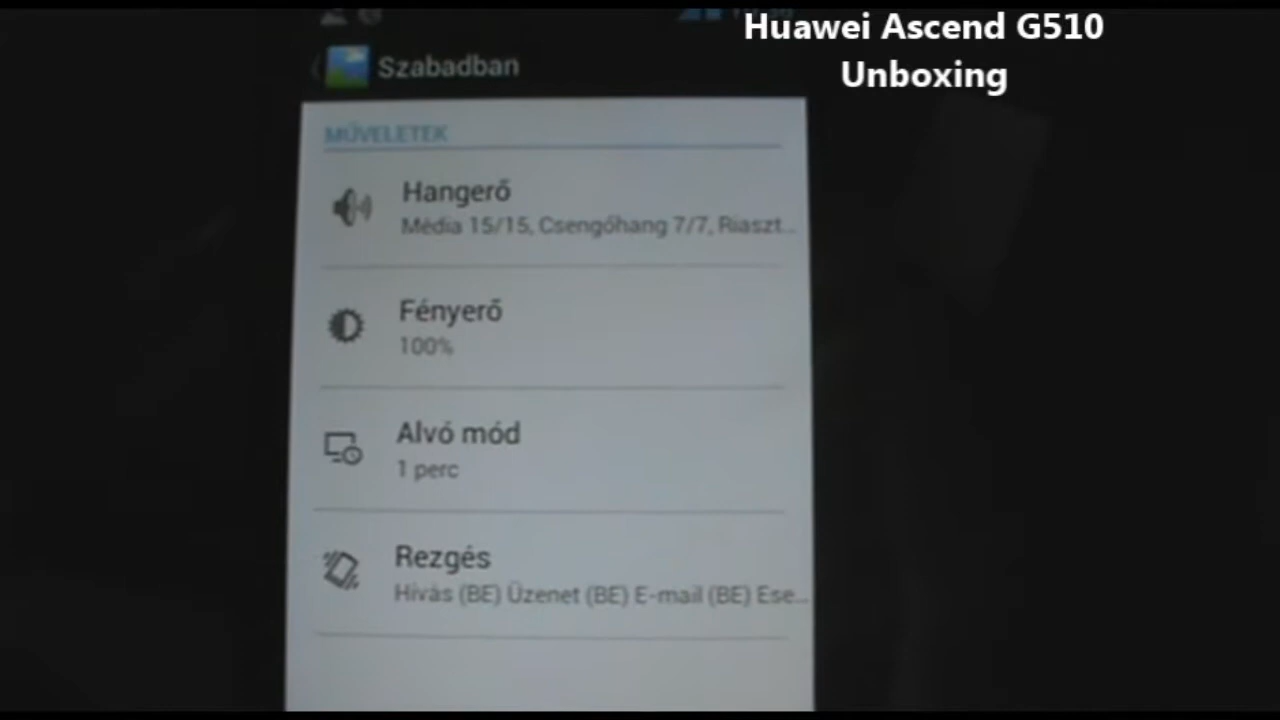 Huawei Ascend G510
Unboxing
Szabadban
MŰVELETEK
Hangerő
Média 15/15, Csengőhang 7/7, Riaszt...
Fényerő
100%
Alvó mód
1 perc
Rezgés
Hívás (BE) Üzenet (BE) E-mail (BE) Ese...